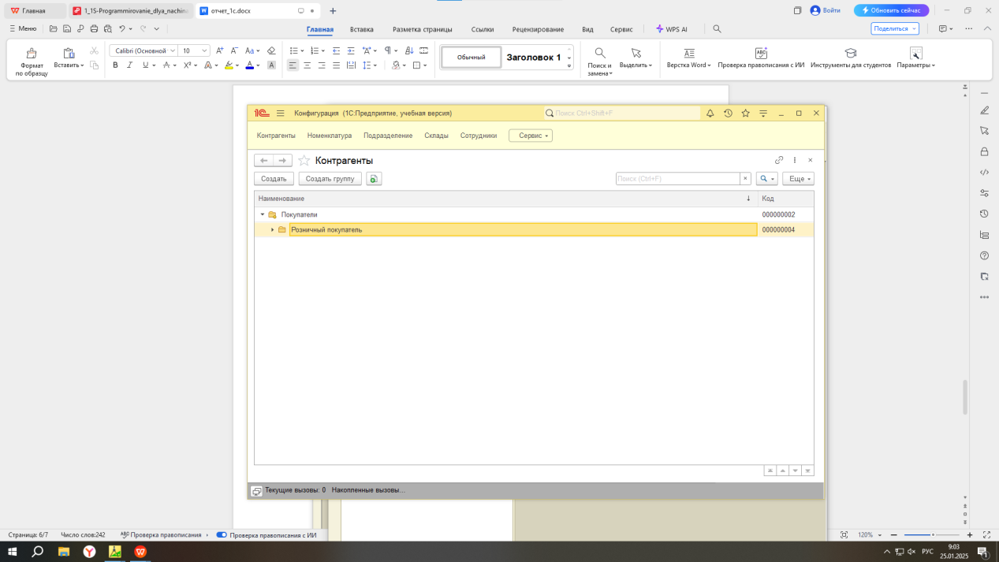 Главная
1_1S-Programmirovanie_dlya_nachin
отчет_1c.docx
Войти
Обновить сейчас
Меню
Главная
Вставка
Разметка страницы
Ссылки
Рецензирование
Вид
Сервис
WPS AI
Поделиться
Формат по образцу
Вставить
Calibri (Основной
10
Обычный
Заголовок 1
Поиск и замена
Выделить
Верстка Word
Проверка правописания с ИИ
Инструменты для студентов
Параметры
Конфигурация (1С:Предприятие, учебная версия)
Поиск Ctrl+Shift+F
Контрагенты Номенклатура Подразделение Склады Сотрудники Сервис
Контрагенты
Создать Создать группу Поиск (Ctrl+F) Еще
Наименование Код
Покупатели 000000002
Розничный покупатель 000000004
Текущие вызовы: 0 Накопленные вызовы...
Страница: 6/7 Число слов:242 Проверка правописания Проверка правописания с ИИ 120%
РУС
9:03
25.01.2025
1